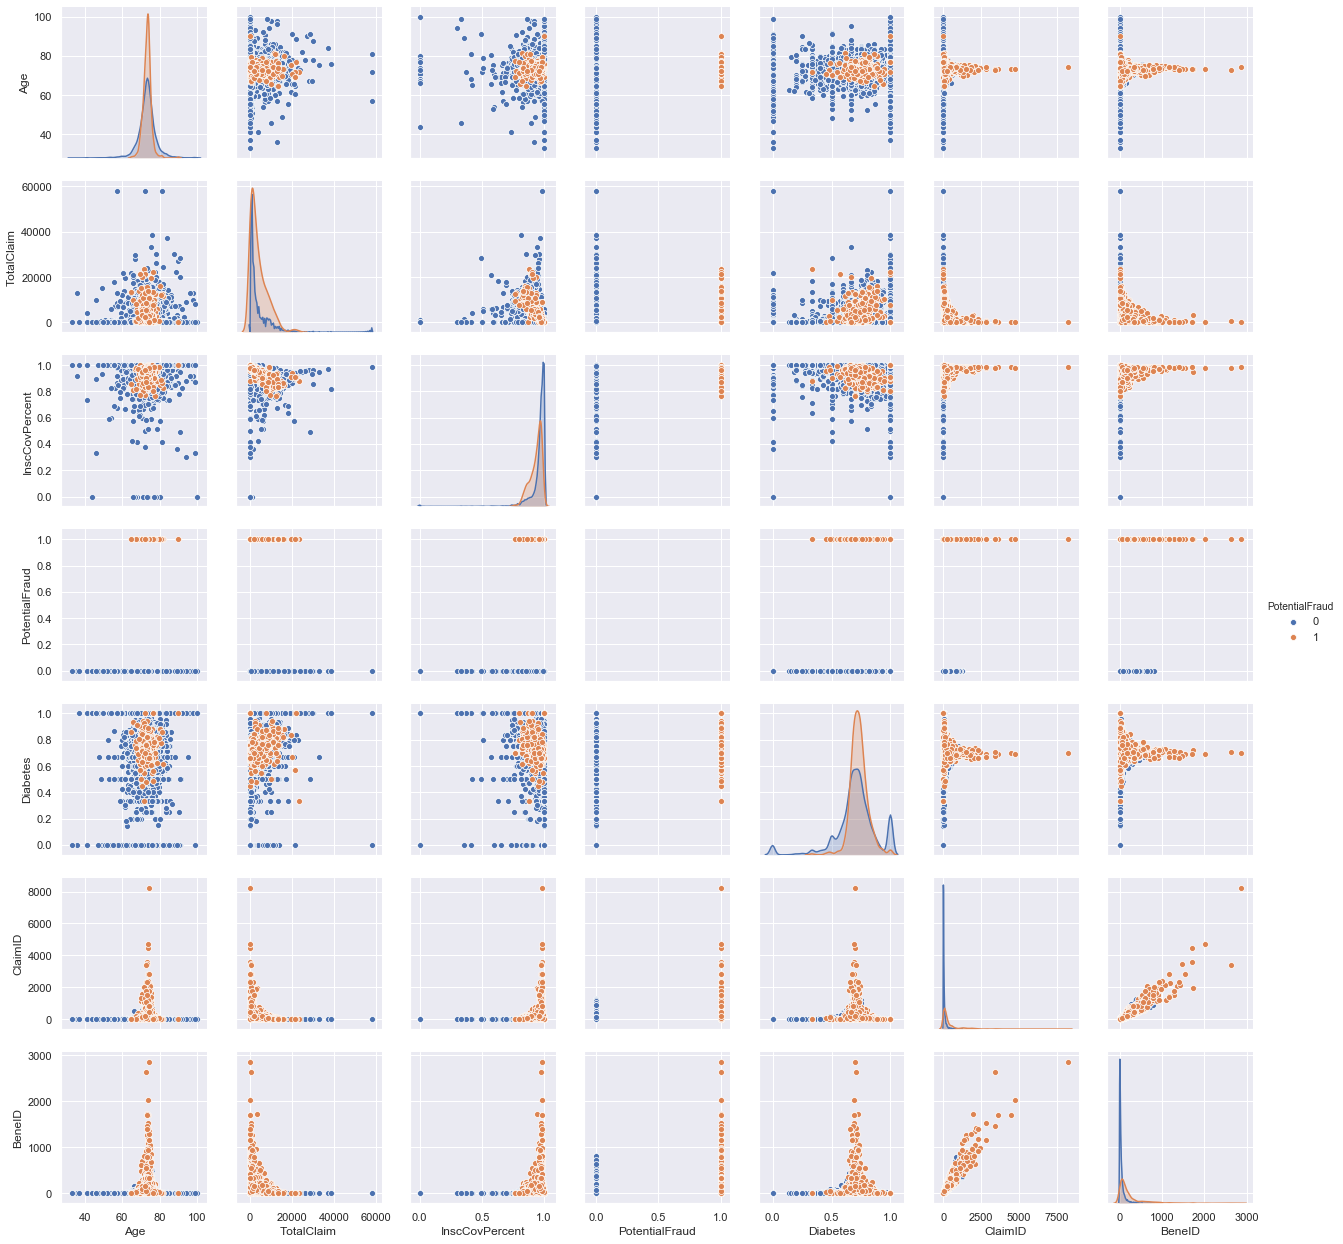 100
80
60
40
Age
60000
40000
20000
0
TotalClaim
1.0
0.8
0.6
0.4
0.2
0.0
InscCovPercent
1.0
0.8
0.6
0.4
0.2
0.0
PotentialFraud
PotentialFraud
0
1
1.0
0.8
0.6
0.4
0.2
0.0
Diabetes
8000
6000
4000
2000
0
ClaimID
3000
2000
1000
0
BeneID
40 60 80 100
0 20000 40000 60000
0.0 0.5 1.0
0.0 0.5 1.0
0.0 0.5 1.0
0 2500 5000 7500
0 1000 2000 3000
Age TotalClaim InscCovPercent PotentialFraud Diabetes ClaimID BeneID